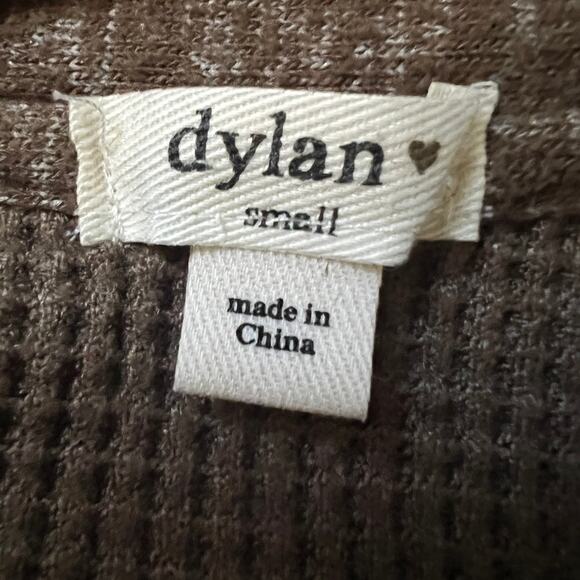 dylan ♥
small
made in
China